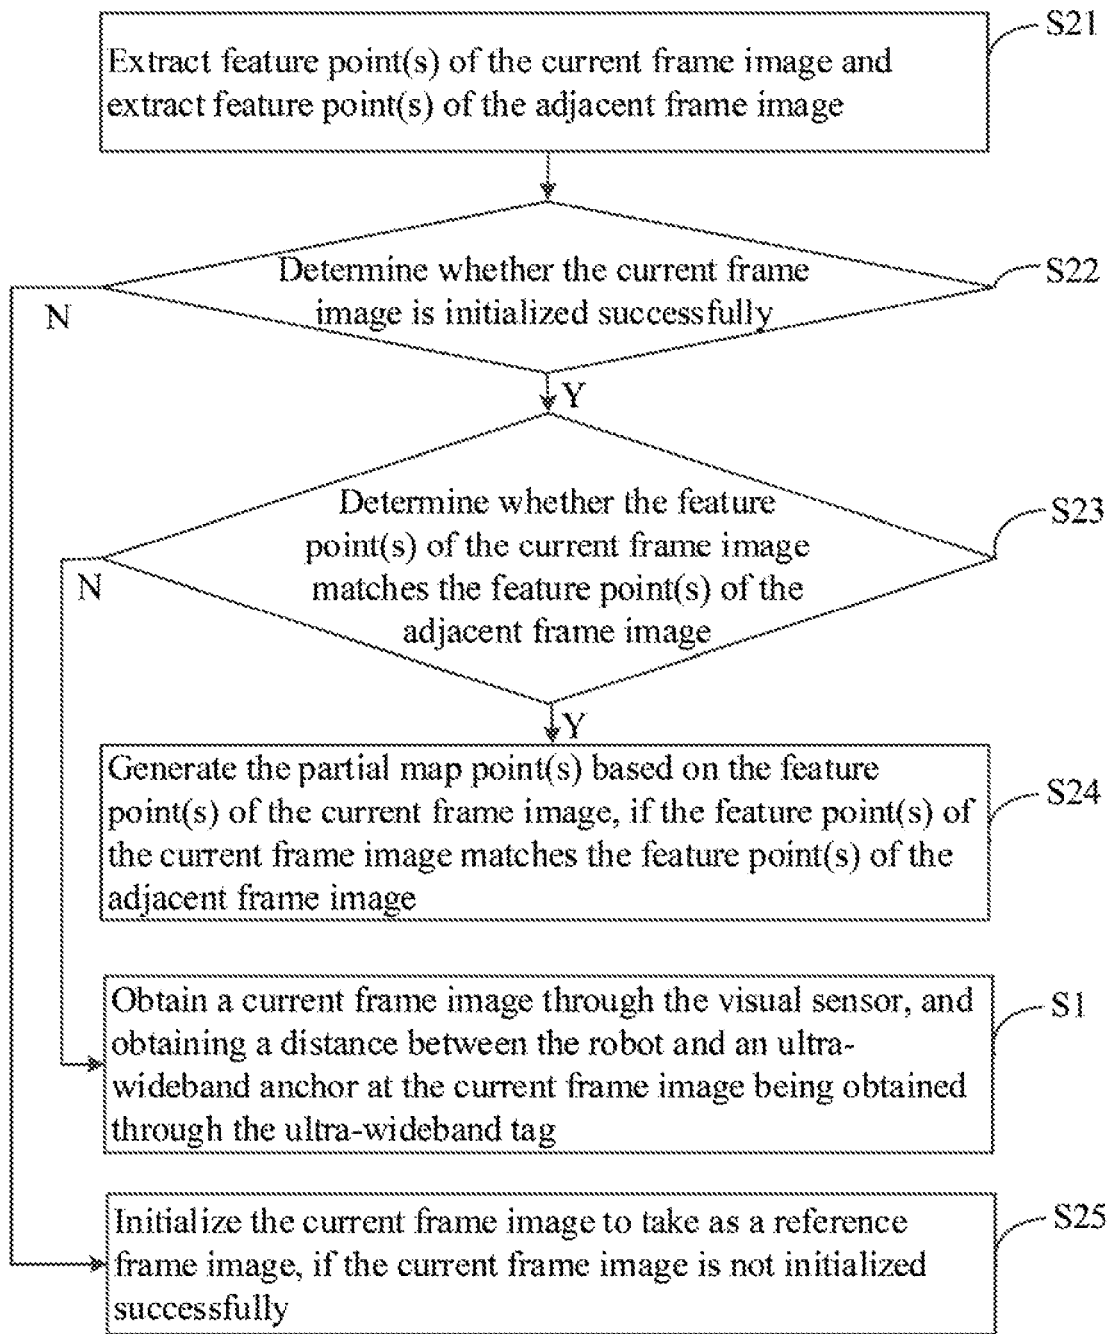 S21
Extract feature point(s) of the current frame image and
extract feature point(s) of the adjacent frame image
Determine whether the current frame
image is initialized successfully
S22
N
Y
Determine whether the feature
point(s) of the current frame image
matches the feature point(s) of the
adjacent frame image
S23
N
Y
Generate the partial map point(s) based on the feature
point(s) of the current frame image, if the feature point(s) of
the current frame image matches the feature point(s) of the
adjacent frame image
S24
Obtain a current frame image through the visual sensor, and
obtaining a distance between the robot and an ultra-
wideband anchor at the current frame image being obtained
through the ultra-wideband tag
S1
Initialize the current frame image to take as a reference
frame image, if the current frame image is not initialized
successfully
S25